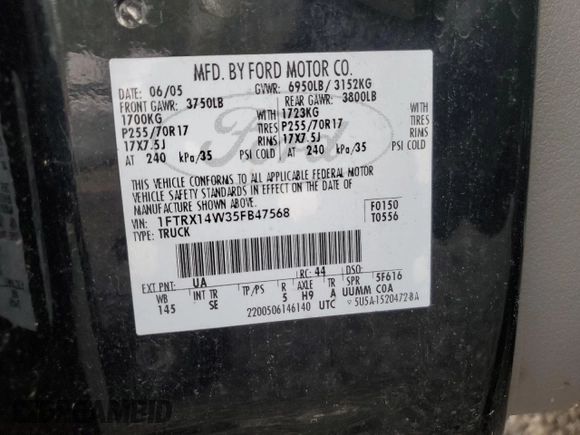 MFD. BY FORD MOTOR CO.
DATE: 06/05 GVWR: 6950LB/ 3152KG
FRONT GAWR: 3750LB REAR GAWR: 3800LB
1700KG WITH 1723KG WITH
P255/70R17 TIRES P255/70R17 TIRES
17X7.5J RIMS 17X7.5J RIMS
AT 240 kPa/35 PSI COLD AT 240 kPa/35 PSI COLD
THIS VEHICLE CONFORMS TO ALL APPLICABLE FEDERAL MOTOR
VEHICLE SAFETY STANDARDS IN EFFECT ON THE DATE OF
MANUFACTURE SHOWN ABOVE.
VIN: 1FTRX14W35FB47568 F0150
TYPE: TRUCK T0556
EXT PNT: UA RC: 44 DSO:
WB INT TR TP/PS R AXLE TR SPR 5F616
145 SE 5 H9 A UUMM COA
2200506146140 UTC 5U5A-1520472-BA
Ford